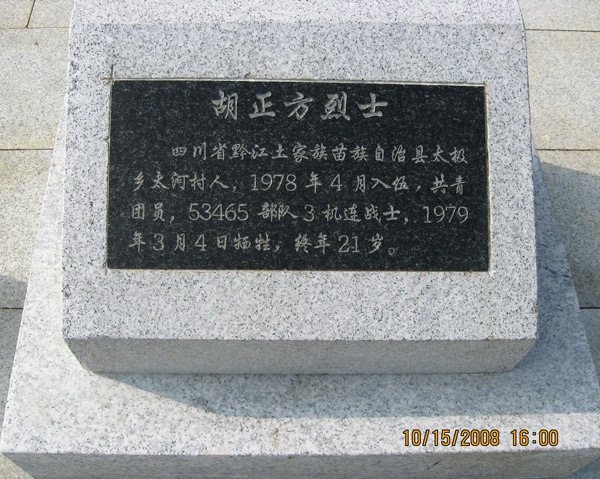 胡正方烈士
四川省黔江土家族苗族自治县太极
乡太河村人，1978年4月入伍，共青
团员，53465部队3机连战士，1979
年3月4日牺牲，终年21岁。
10/15/2008 16:00